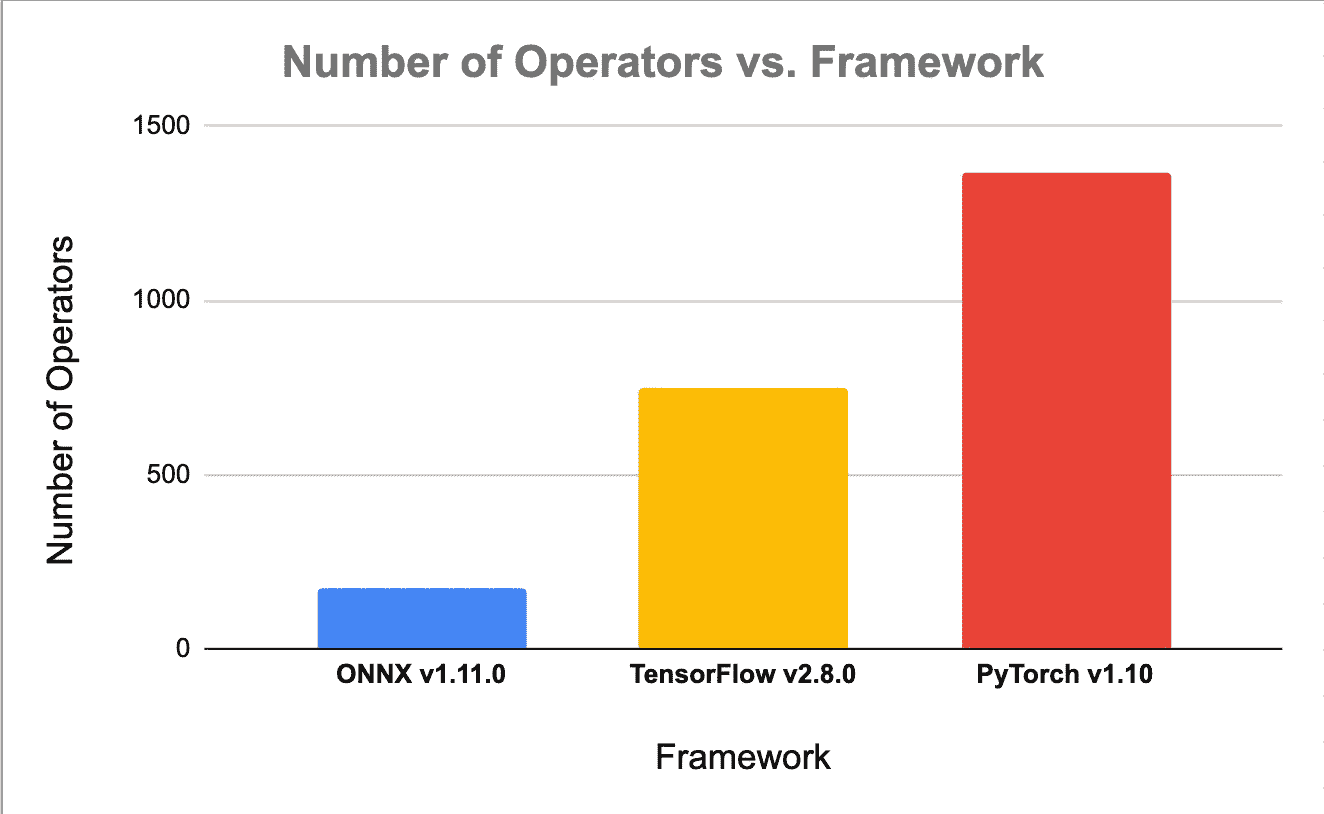 Number of Operators vs. Framework
1500
1000
500
0
Number of Operators
ONNX v1.11.0
TensorFlow v2.8.0
PyTorch v1.10
Framework